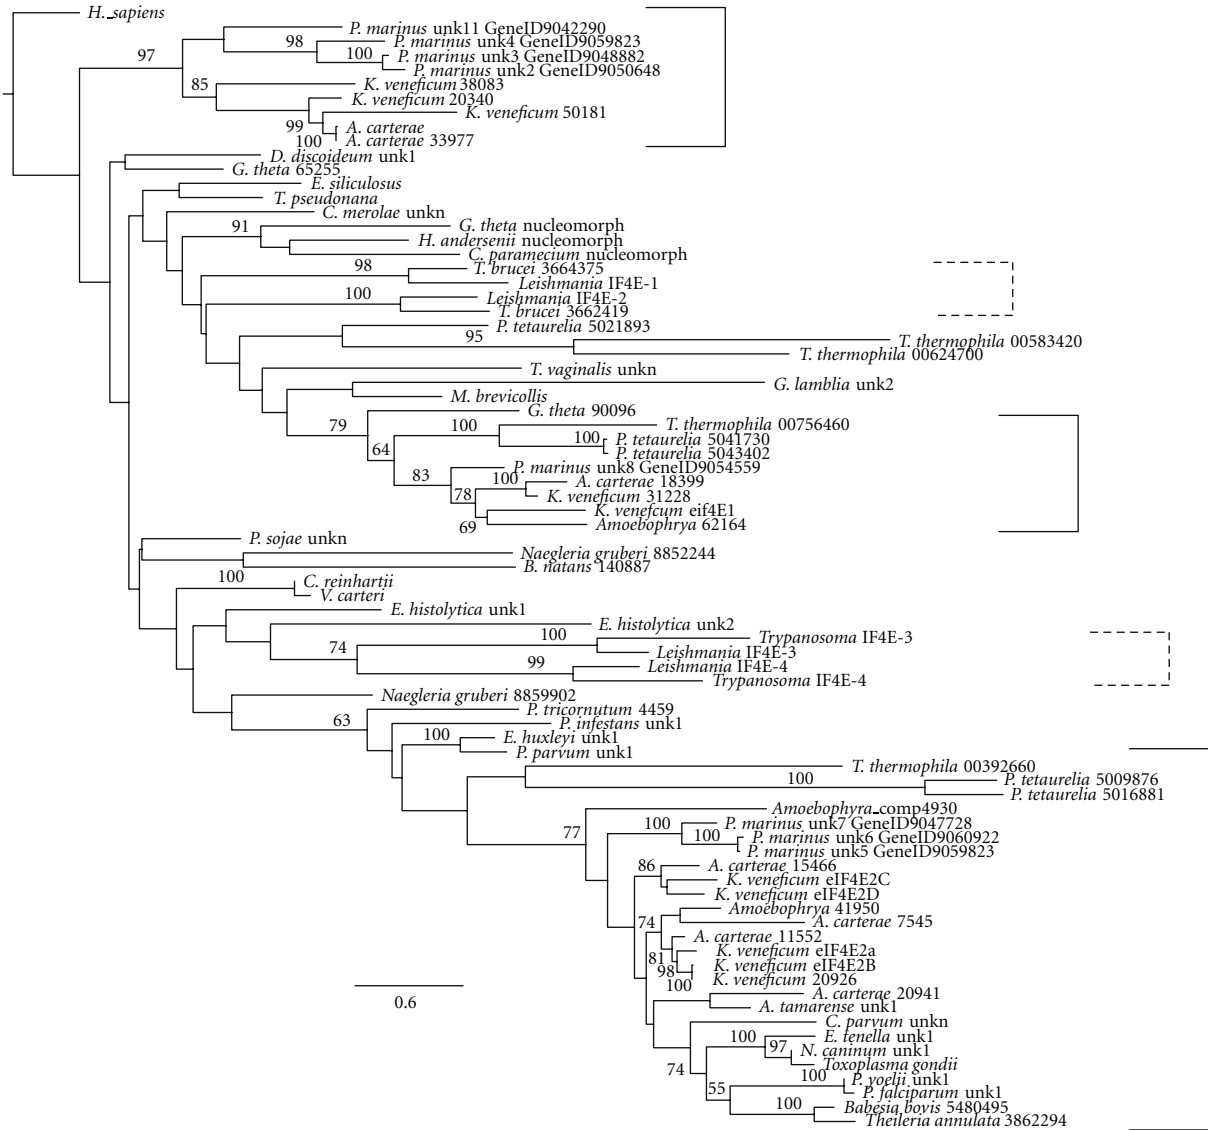 H. sapiens
P. marinus unk11 GeneID9042290
98
P. marinus unk4 GeneID9059823
97
100
P. marinus unk3 GeneID9048882
P. marinus unk2 GeneID9050648
85
K. veneficum 38083
K. veneficum 20340
K. veneficum 50181
99
A. carterae
100
A. carterae 33977
D. discoideum unk1
G. theta 65255
E. siliculosus
T. pseudonana
C. merolae unkn
91
G. theta nucleomorph
H. andersenii nucleomorph
C. paramecium nucleomorph
98
T. brucei 3664375
Leishmania IF4E-1
100
Leishmania IF4E-2
T. brucei 3662419
P. tetaurelia 5021893
95
T. thermophila 00583420
T. thermophila 00624700
T. vaginalis unkn
G. lamblia unk2
M. brevicollis
G. theta 90096
79
100
T. thermophila 00756460
100
P. tetaurelia 5041730
64
P. tetaurelia 5043402
P. marinus unk8 GeneID9054559
83
100
A. carterae 18399
78
K. veneficum 31228
K. venefcum eif4E1
69
Amoebophrya 62164
P. sojae unkn
Naegleria gruberi 8852244
B. natans 140887
100
C. reinhartii
V. carteri
E. histolytica unk1
E. histolytica unk2
100
Trypanosoma IF4E-3
74
Leishmania IF4E-3
99
Leishmania IF4E-4
Trypanosoma IF4E-4
Naegleria gruberi 8859902
63
P. tricornutum 4459
P. infestans unk1
100
E. huxleyi unk1
P. parvum unk1
T. thermophila 00392660
100
P. tetaurelia 5009876
P. tetaurelia 5016881
Amoebophyra_comp4930
77
100
P. marinus unk7 GeneID9047728
100
P. marinus unk6 GeneID9060922
P. marinus unk5 GeneID9059823
86
A. carterae 15466
K. veneficum eIF4E2C
K. veneficum eIF4E2D
Amoebophrya 41950
74
A. carterae 7545
A. carterae 11552
81
K. veneficum eIF4E2a
98
K. veneficum eIF4E2B
100
K. veneficum 20926
A. carterae 20941
0.6
A. tamarense unk1
C. parvum unkn
100
E. tenella unk1
97
N. caninum unk1
74
Toxoplasma gondii
100
P. yoelii unk1
55
P. falciparum unk1
100
Babesia bovis 5480495
Theileria annulata 3862294